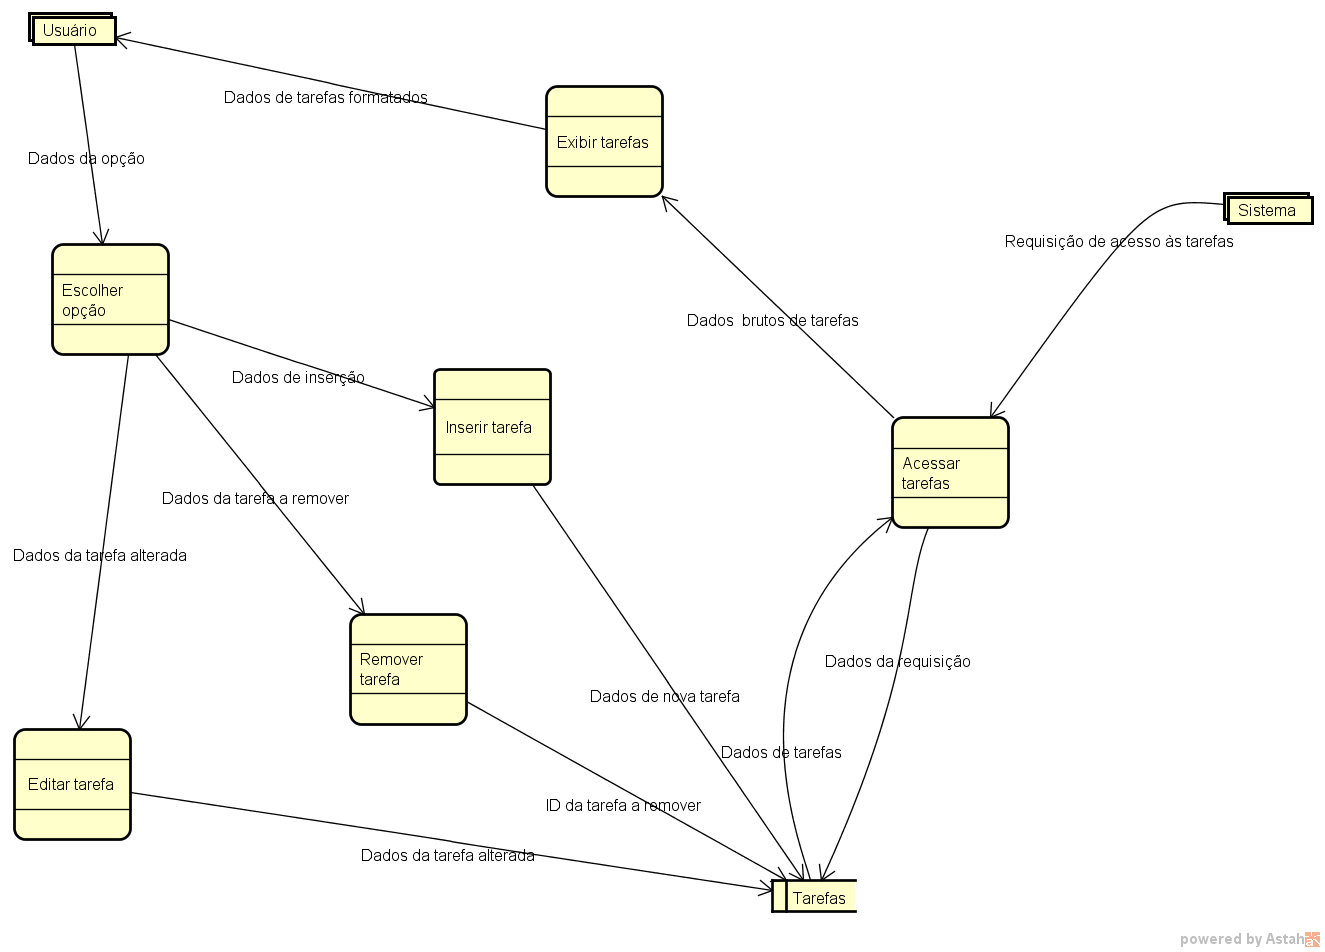 Usuário
Dados de tarefas formatados
Exibir tarefas
Dados da opção
Sistema
Requisição de acesso às tarefas
Escolher
opção
Dados  brutos de tarefas
Dados de inserção
Inserir tarefa
Acessar
tarefas
Dados da tarefa a remover
Dados da tarefa alterada
Remover
tarefa
Dados da requisição
Dados de nova tarefa
Dados de tarefas
Editar tarefa
ID da tarefa a remover
Dados da tarefa alterada
Tarefas
powered by Astah